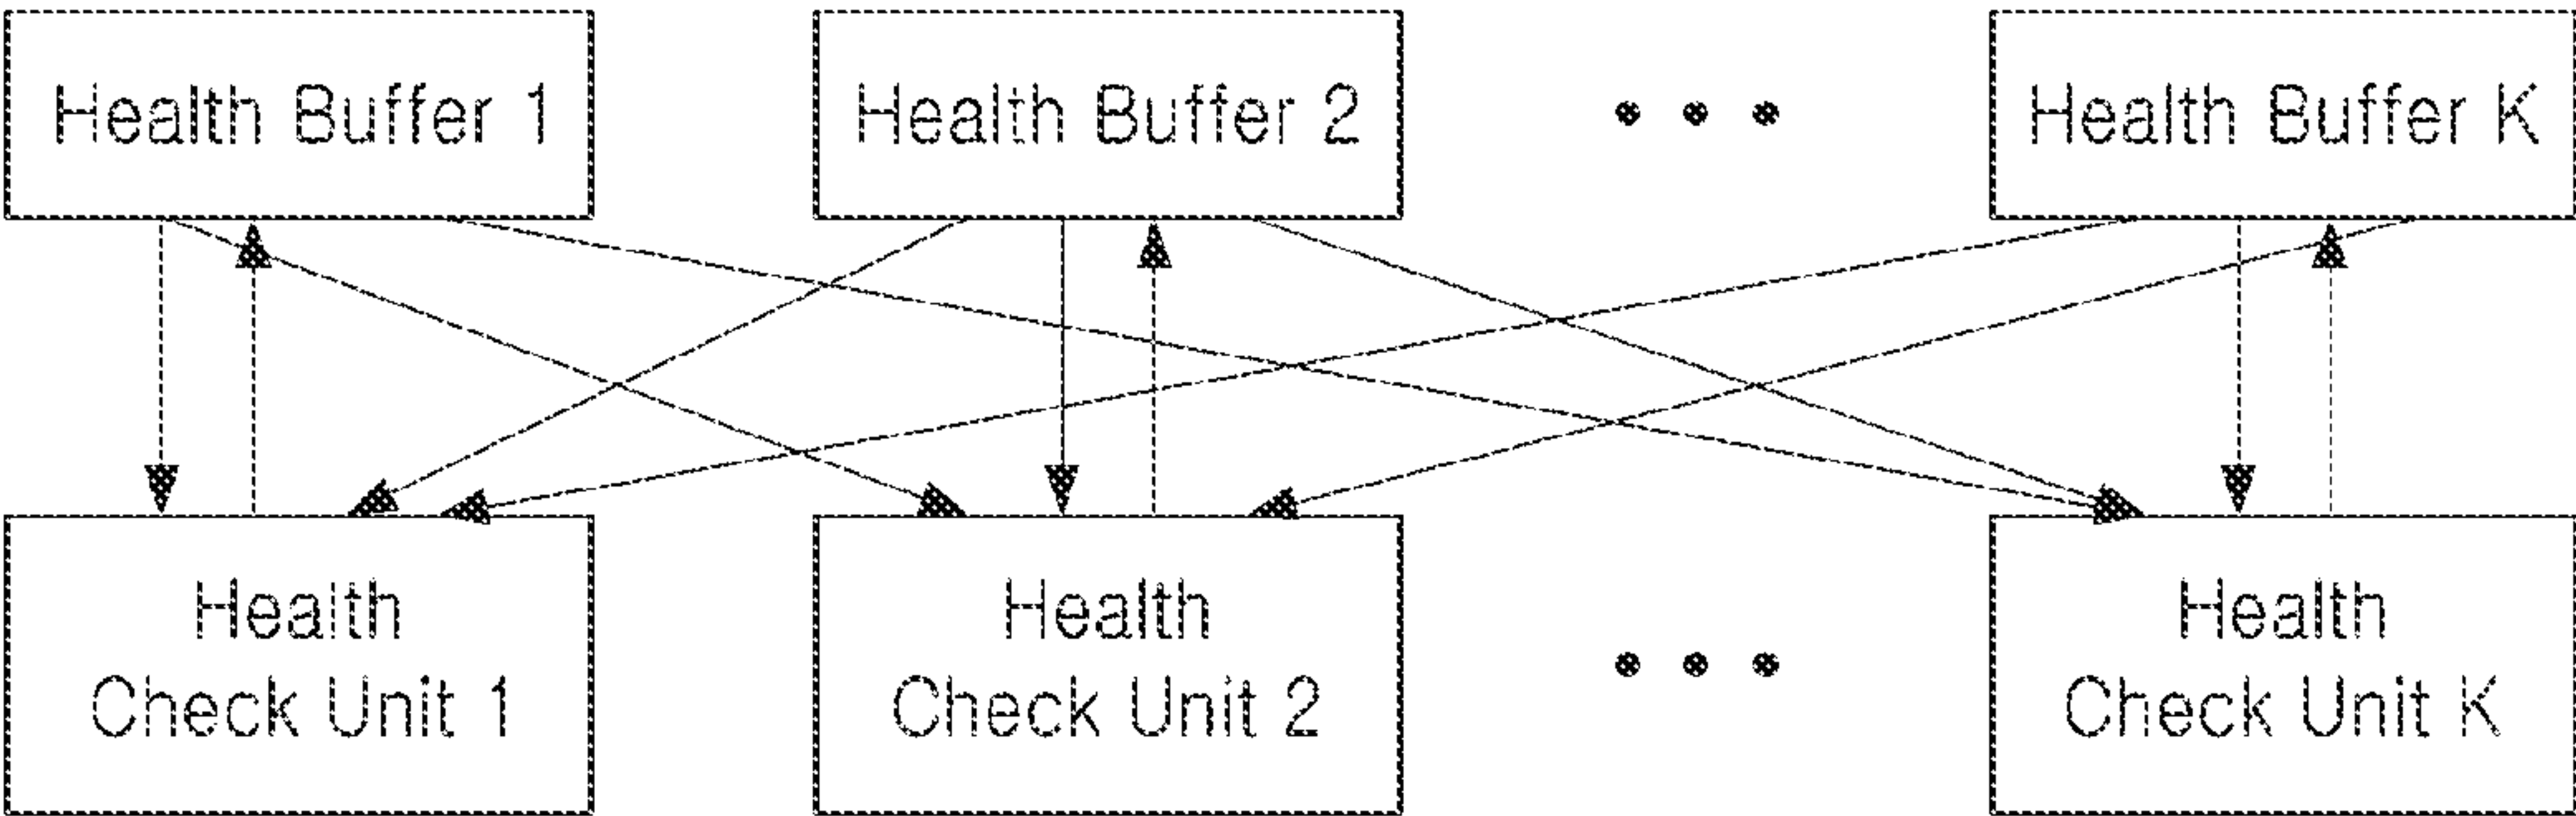 Health Buffer 1
Health Buffer 2
Health Buffer K
Health
Check Unit 1
Health
Check Unit 2
Health
Check Unit K